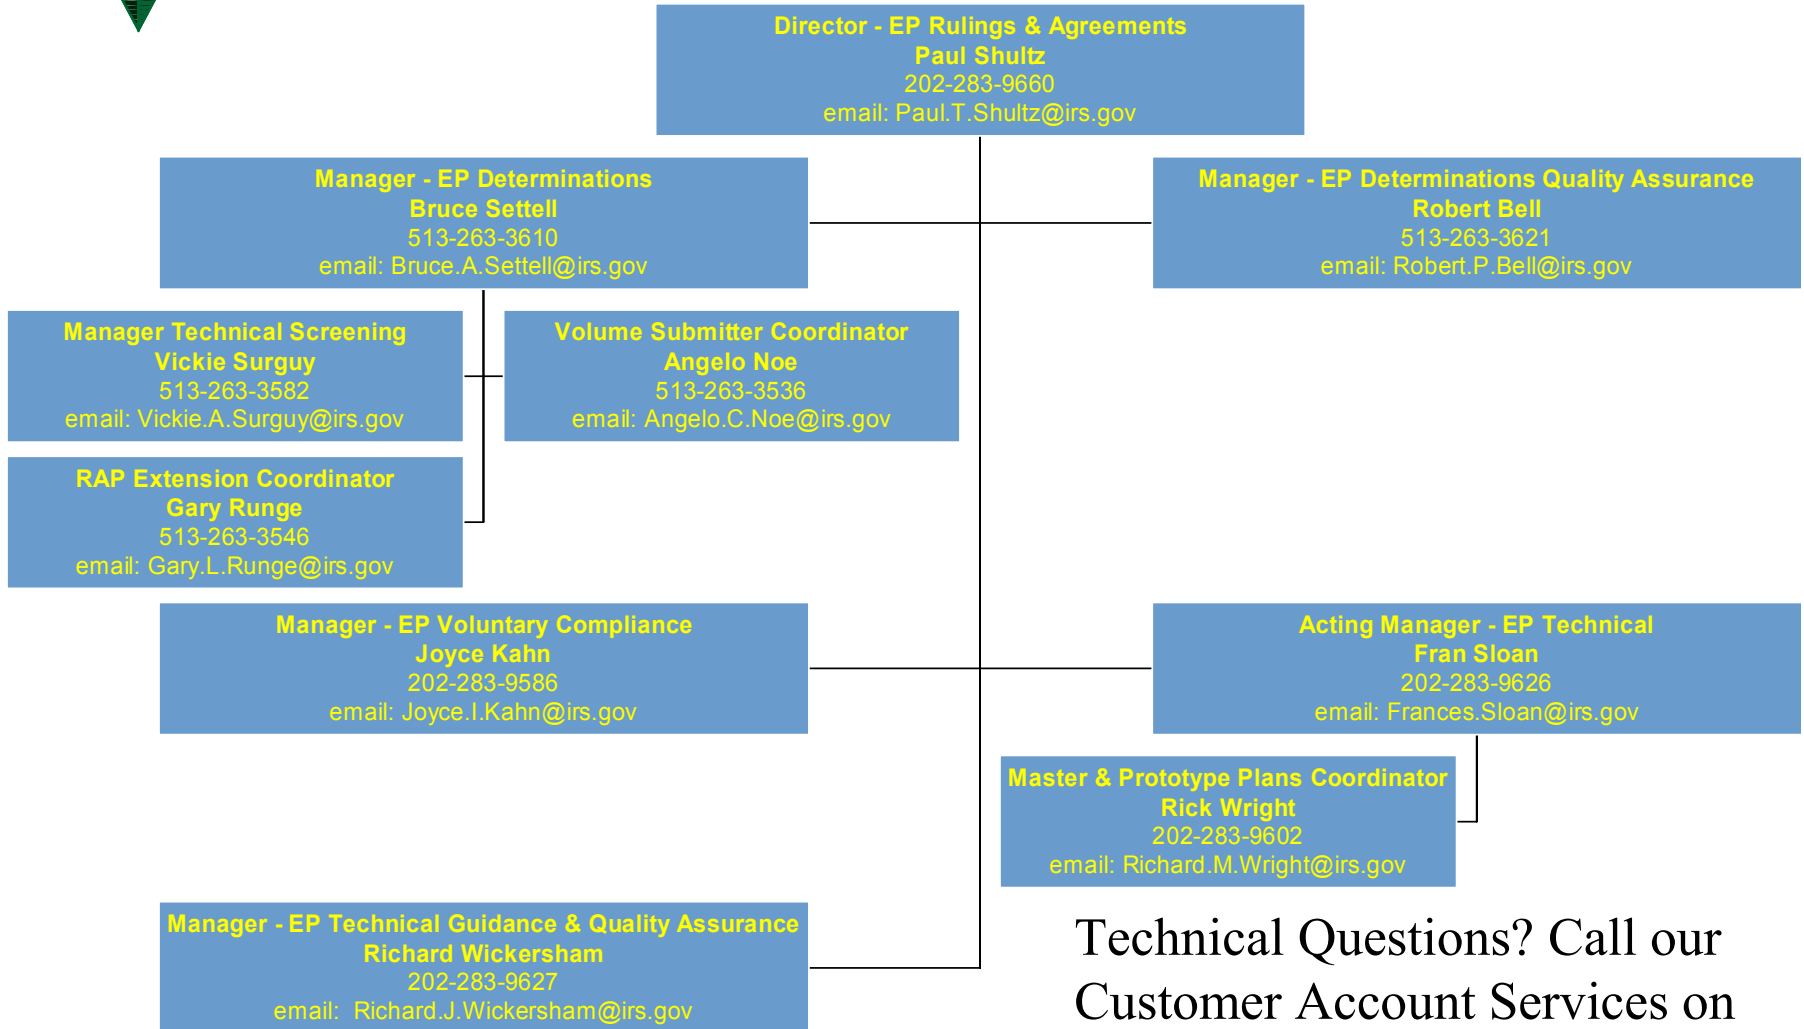 Director - EP Rulings & Agreements
Paul Shultz
202-283-9660
email: Paul.T.Shultz@irs.gov
Manager - EP Determinations
Bruce Settell
513-263-3610
email: Bruce.A.Settell@irs.gov
Manager - EP Determinations Quality Assurance
Robert Bell
513-263-3621
email: Robert.P.Bell@irs.gov
Manager Technical Screening
Vickie Surguy
513-263-3582
email: Vickie.A.Surguy@irs.gov
Volume Submitter Coordinator
Angelo Noe
513-263-3536
email: Angelo.C.Noe@irs.gov
RAP Extension Coordinator
Gary Runge
513-263-3546
email: Gary.L.Runge@irs.gov
Manager - EP Voluntary Compliance
Joyce Kahn
202-283-9586
email: Joyce.I.Kahn@irs.gov
Acting Manager - EP Technical
Fran Sloan
202-283-9626
email: Frances.Sloan@irs.gov
Master & Prototype Plans Coordinator
Rick Wright
202-283-9602
email: Richard.M.Wright@irs.gov
Manager - EP Technical Guidance & Quality Assurance
Richard Wickersham
202-283-9627
email: Richard.J.Wickersham@irs.gov
Technical Questions? Call our
Customer Account Services on